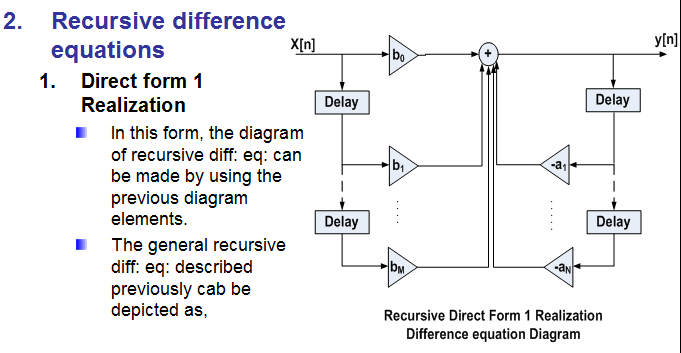 2. Recursive difference
equations
1. Direct form 1
Realization
In this form, the diagram
of recursive diff: eq: can
be made by using the
previous diagram
elements.
The general recursive
diff: eq: described
previously cab be
depicted as,
X[n]
b0
+
y[n]
Delay
Delay
b1
-a1
Delay
Delay
bM
-aN
Recursive Direct Form 1 Realization
Difference equation Diagram